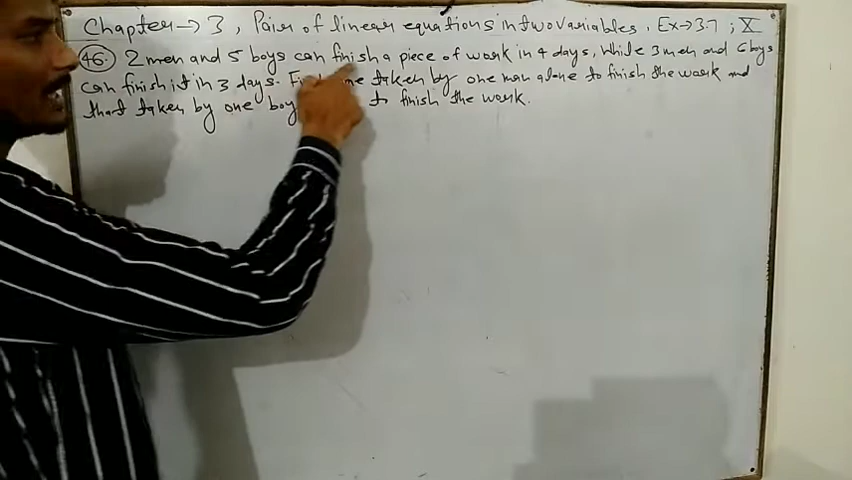 Chapter → 3, Pair of linear equations in two variables. Ex → 3.7 ; X
46. 2 men and 5 boys can finish a piece of work in 4 days, while 3 men and 6 boys
can finish it in 3 days. taken by one man alone to finish the work and
that taken by one boy to finish the work.